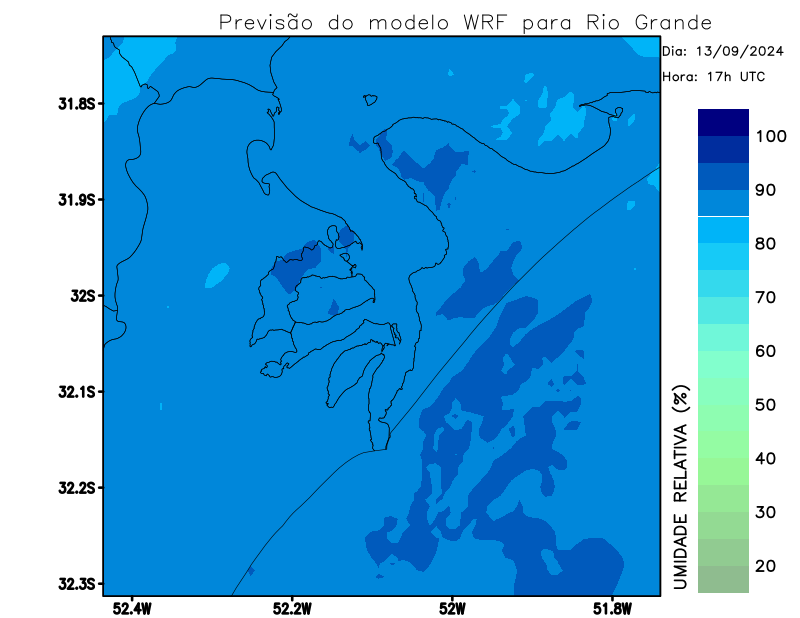 Previsão do modelo WRF para Rio Grande
Dia: 13/09/2024
Hora: 17h UTC
31.8S
31.9S
32S
32.1S
32.2S
32.3S
52.4W
52.2W
52W
51.8W
UMIDADE RELATIVA (%)
100
90
80
70
60
50
40
30
20